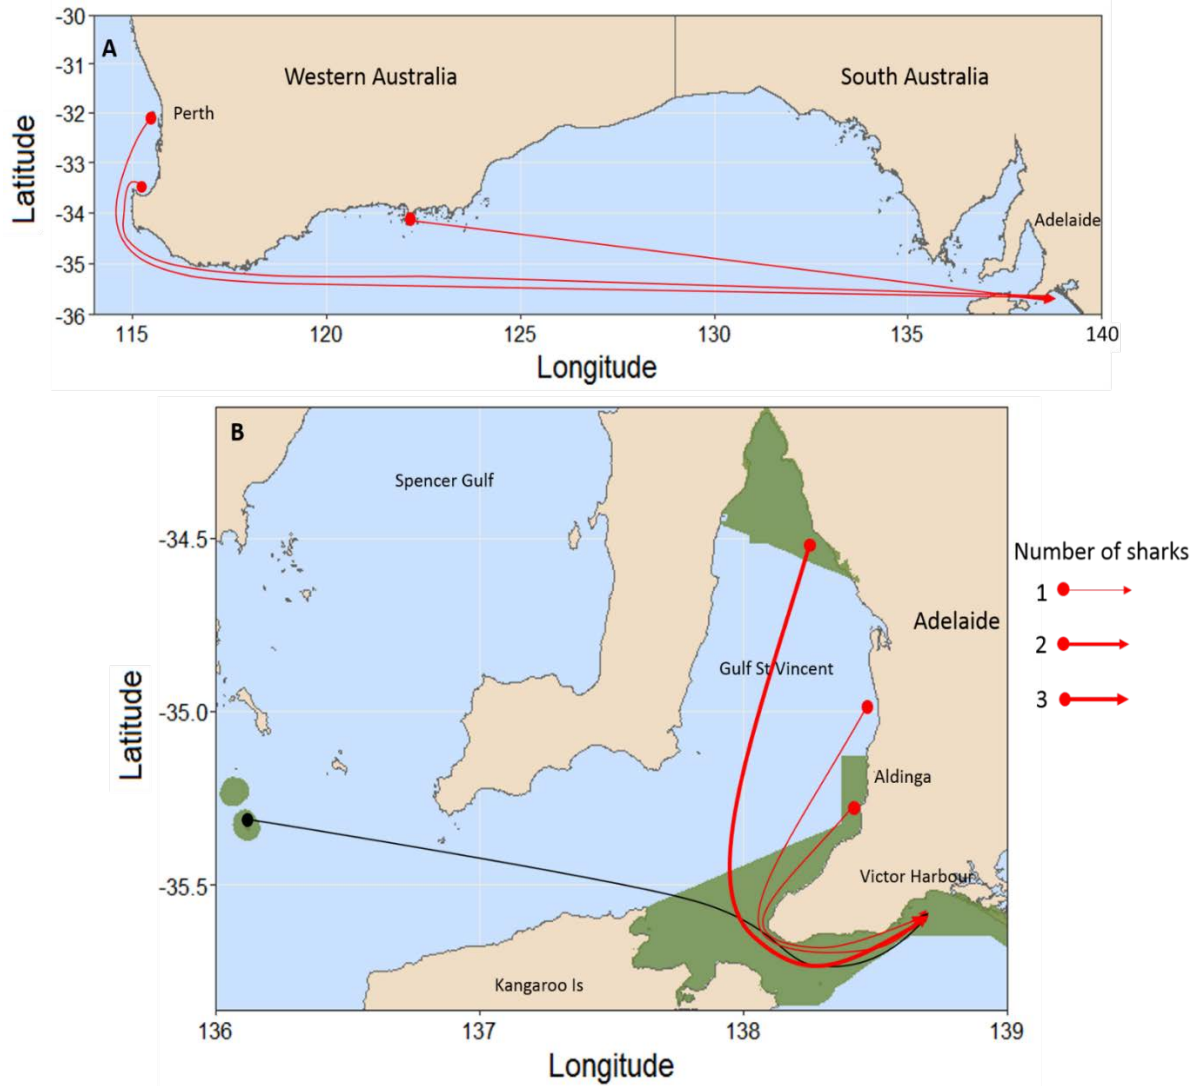 A
Western Australia
South Australia
Perth
Adelaide
-30
-31
-32
-33
-34
-35
-36
Latitude
115
120
125
130
135
140
Longitude
B
Spencer Gulf
-34.5
Number of sharks
1
Adelaide
2
Gulf St Vincent
3
-35.0
Latitude
Aldinga
-35.5
Victor Harbour
Kangaroo Is
136
137
138
139
Longitude